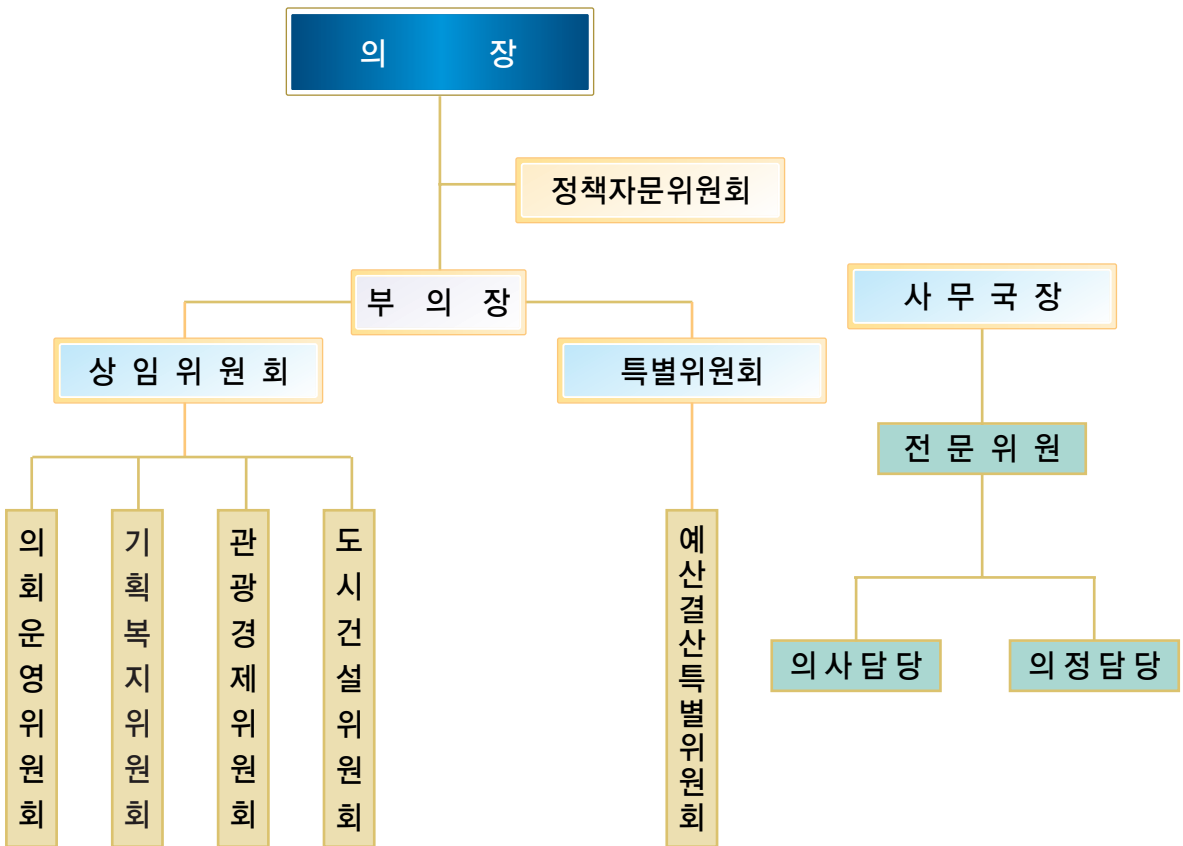 의 장
정책자문위원회
부 의 장
사 무 국 장
상 임 위 원 회
특별위원회
전 문 위 원
의회운영위원회
기획복지위원회
관광경제위원회
도시건설위원회
예산결산특별위원회
의사담당
의정담당